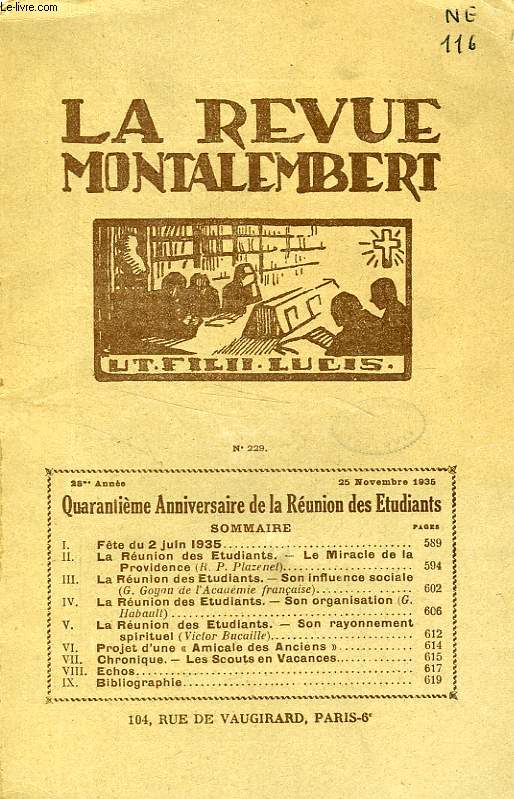 Le-livre.com
NE
116
LA REVUE
MONTALEMBERT
UT. FILII. LUCIS.
N° 229.
28me Année 25 Novembre 1935
Quarantième Anniversaire de la Réunion des Etudiants
SOMMAIRE PAGES
I. Fête du 2 juin 1935 589
II. La Réunion des Etudiants. — Le Miracle de la
Providence (R. P. Plazenet) 594
III. La Réunion des Etudiants. — Son influence sociale
(G. Goyau de l'Académie française) 602
IV. La Réunion des Etudiants. — Son organisation (G.
Habault) 606
V. La Réunion des Etudiants. — Son rayonnement
spirituel (Victor Bucaille) 612
VI. Projet d'une « Amicale des Anciens » 614
VII. Chronique. — Les Scouts en Vacances 615
VIII. Echos 617
IX. Bibliographie 619
104, RUE DE VAUGIRARD, PARIS-6e